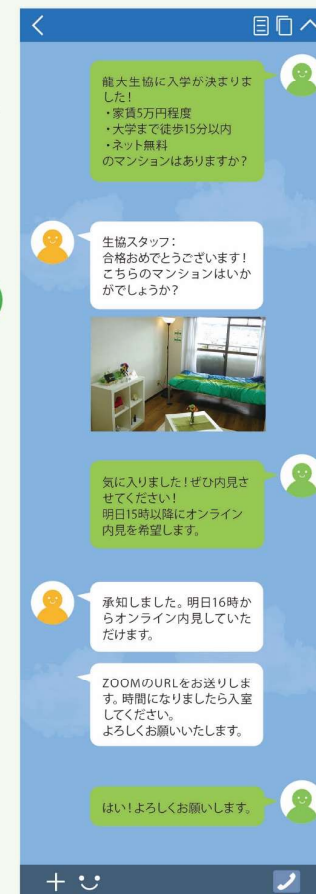 龍大生協に入学が決まりま
した！
・家賃5万円程度
・大学まで徒歩15分以内
・ネット無料
のマンションはありますか？
生協スタッフ：
合格おめでとうございます！
こちらのマンションはいか
がでしょうか？
気に入りました！ぜひ内見さ
せてください！
明日15時以降にオンライン
内見を希望します。
承知しました。明日16時か
らオンライン内見していた
だけます。
ZOOMのURLをお送りしま
す。時間になりましたら入室
してください。
よろしくお願いいたします。
はい！よろしくお願いします。